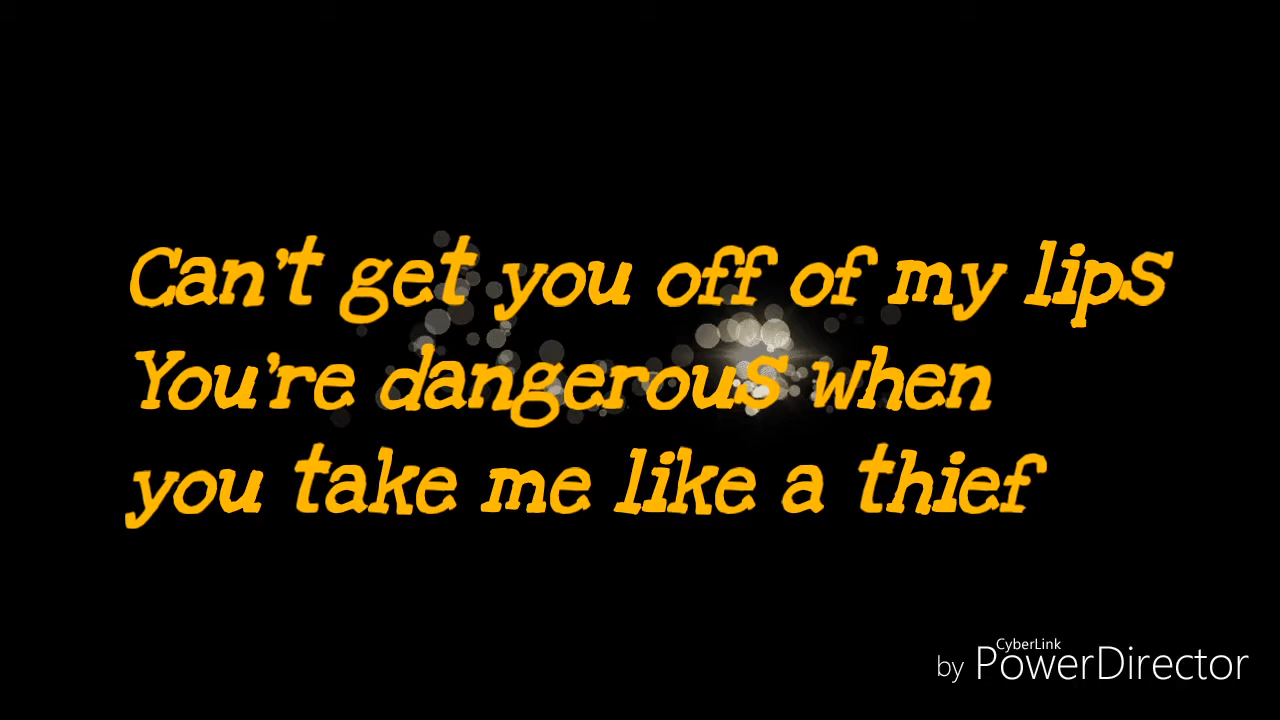 Can't get you off of my lips
You're dangerous when
you take me like a thief
by CyberLink PowerDirector